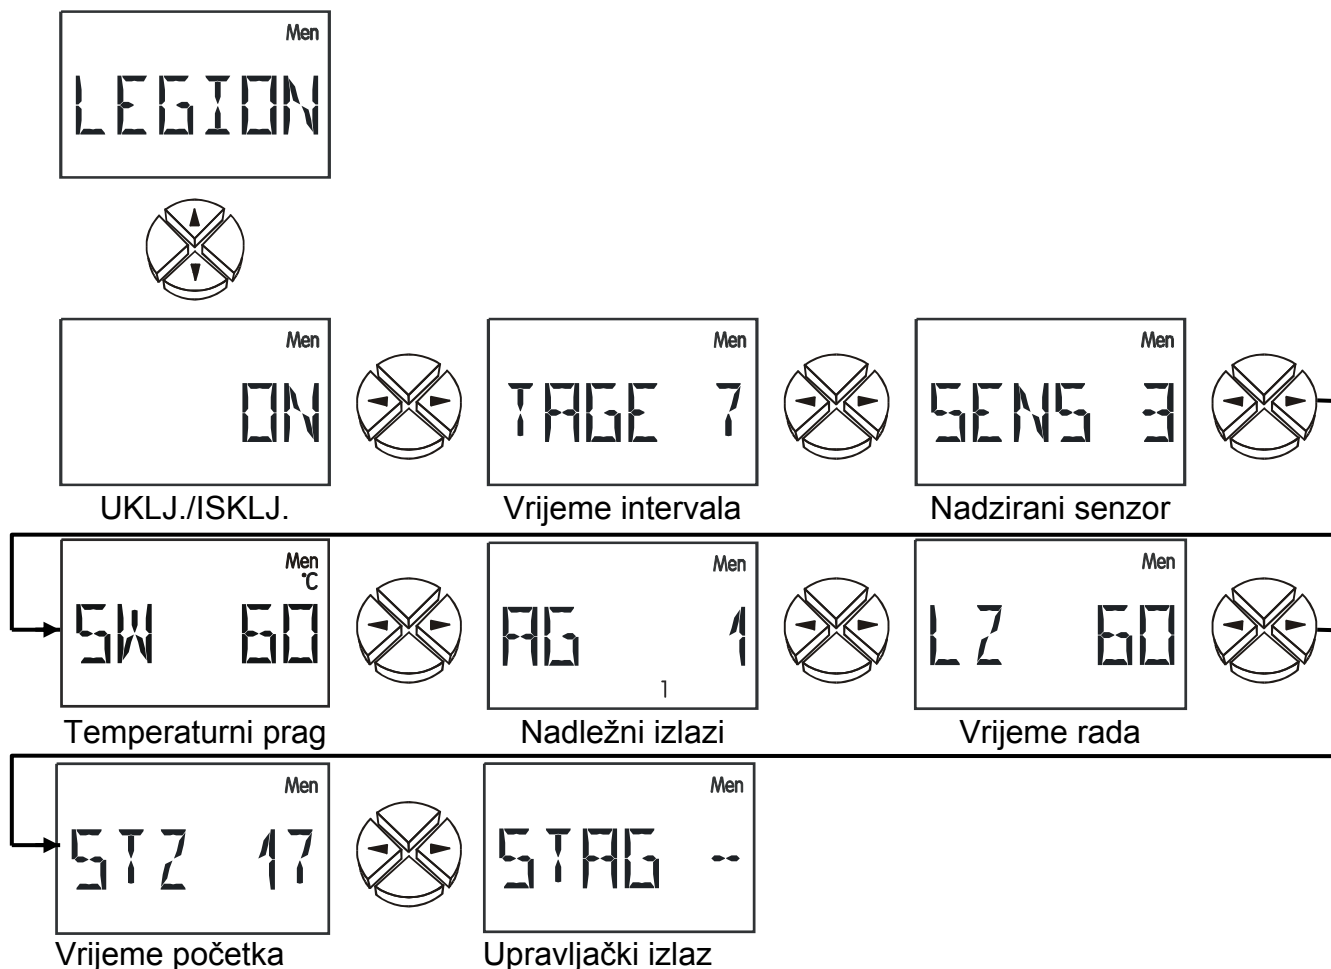 Men
LEGION
Men
ON
Men
TAGE 7
Men
SENS 3
UKLJ./ISKLJ.
Vrijeme intervala
Nadzirani senzor
Men
°C
SW 60
Men
AG 1
1
Men
LZ 60
Temperaturni prag
Nadležni izlazi
Vrijeme rada
Men
STZ 17
Men
STAG --
Vrijeme početka
Upravljački izlaz